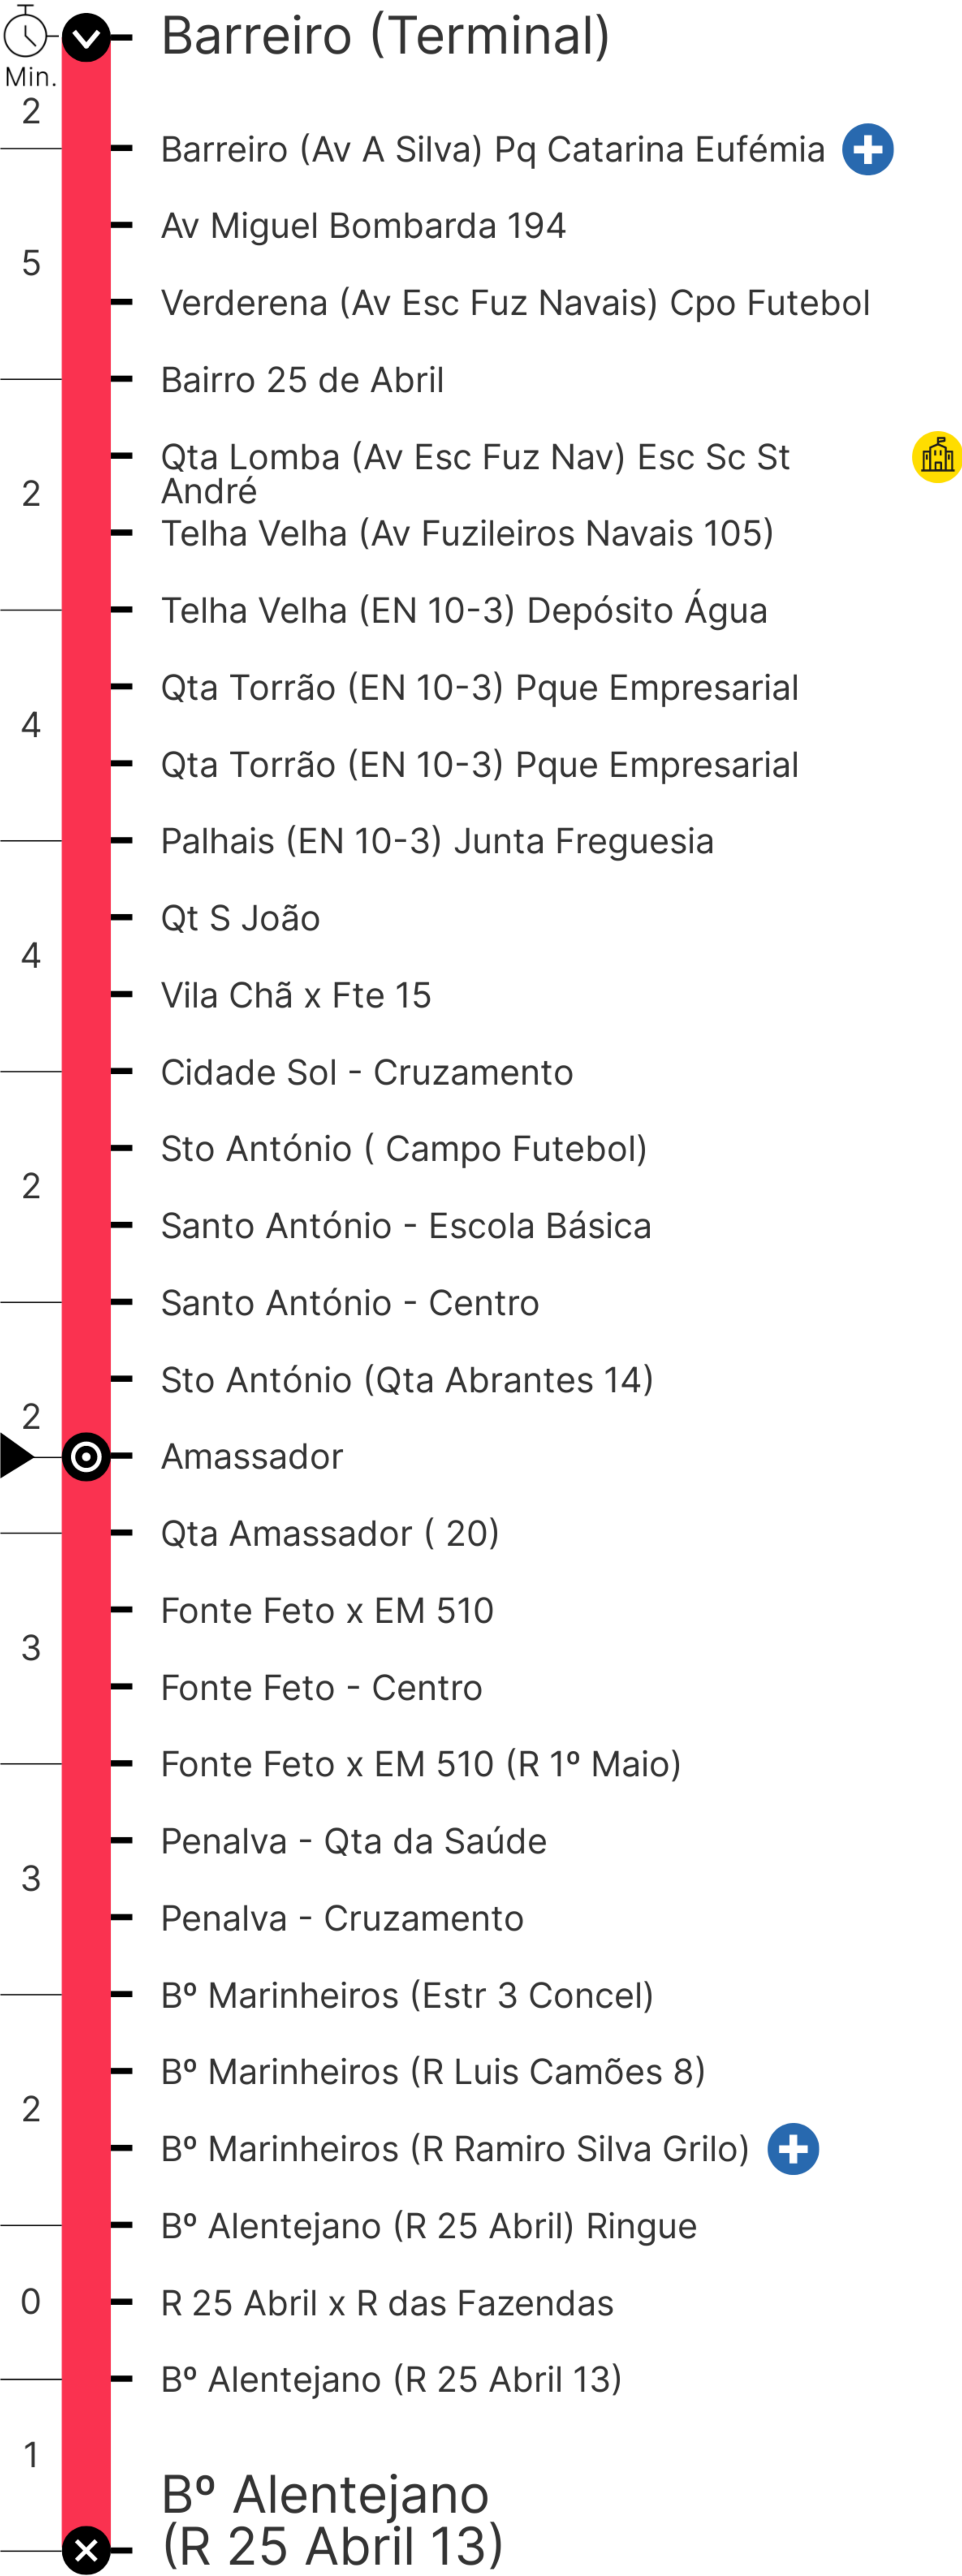 Barreiro (Terminal)
Min.
2
Barreiro (Av A Silva) Pq Catarina Eufémia
Av Miguel Bombarda 194
5
Verderena (Av Esc Fuz Navais) Cpo Futebol
Bairro 25 de Abril
Qta Lomba (Av Esc Fuz Nav) Esc Sc St
André
2
Telha Velha (Av Fuzileiros Navais 105)
Telha Velha (EN 10-3) Depósito Água
Qta Torrão (EN 10-3) Pque Empresarial
4
Qta Torrão (EN 10-3) Pque Empresarial
Palhais (EN 10-3) Junta Freguesia
Qt S João
4
Vila Chã x Fte 15
Cidade Sol - Cruzamento
Sto António ( Campo Futebol)
2
Santo António - Escola Básica
Santo António - Centro
Sto António (Qta Abrantes 14)
2
Amassador
Qta Amassador ( 20)
Fonte Feto x EM 510
3
Fonte Feto - Centro
Fonte Feto x EM 510 (R 1º Maio)
Penalva - Qta da Saúde
3
Penalva - Cruzamento
Bº Marinheiros (Estr 3 Concel)
Bº Marinheiros (R Luis Camões 8)
2
Bº Marinheiros (R Ramiro Silva Grilo)
Bº Alentejano (R 25 Abril) Ringue
0
R 25 Abril x R das Fazendas
Bº Alentejano (R 25 Abril 13)
1
Bº Alentejano
(R 25 Abril 13)